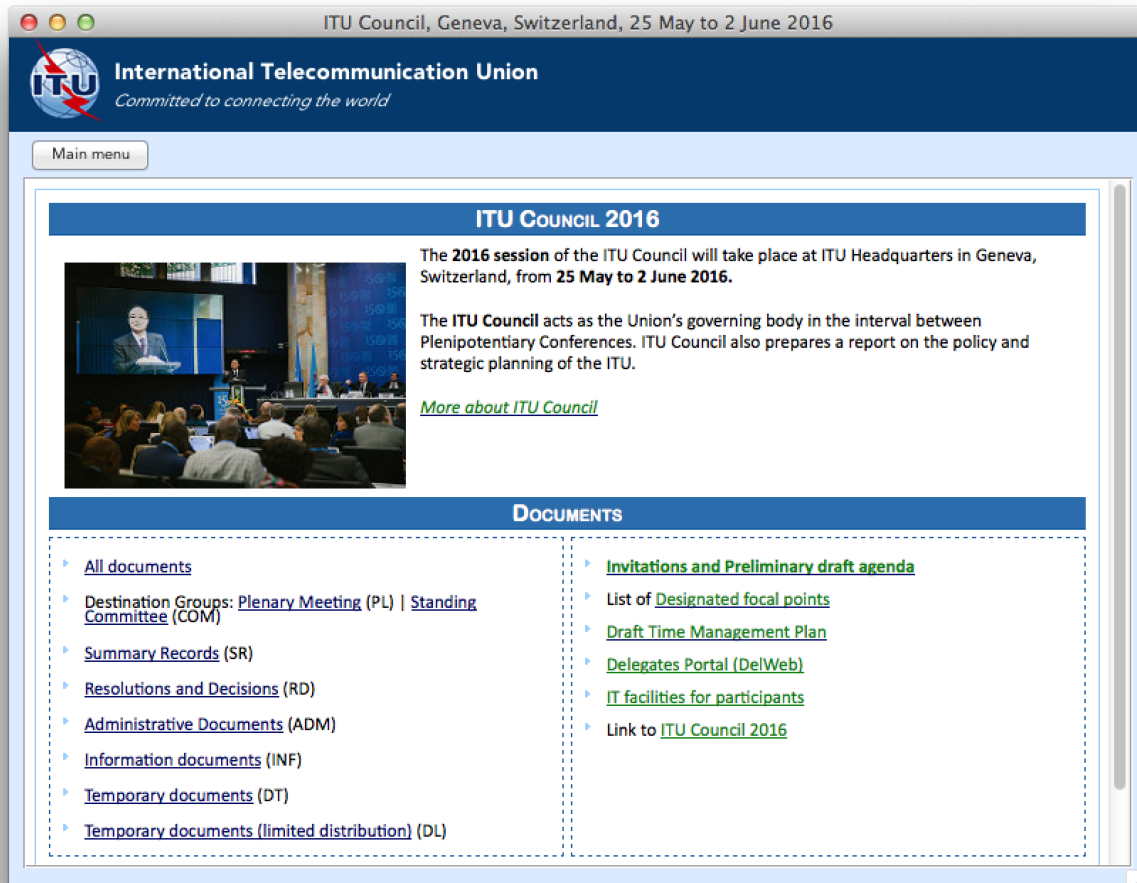 ITU Council, Geneva, Switzerland, 25 May to 2 June 2016
ITU
International Telecommunication Union
Committed to connecting the world
Main menu
ITU COUNCIL 2016
The 2016 session of the ITU Council will take place at ITU Headquarters in Geneva,
Switzerland, from 25 May to 2 June 2016.
The ITU Council acts as the Union's governing body in the interval between
Plenipotentiary Conferences. ITU Council also prepares a report on the policy and
strategic planning of the ITU.
More about ITU Council
DOCUMENTS
All documents
Destination Groups: Plenary Meeting (PL) | Standing
Committee (COM)
Summary Records (SR)
Resolutions and Decisions (RD)
Administrative Documents (ADM)
Information documents (INF)
Temporary documents (DT)
Temporary documents (limited distribution) (DL)
Invitations and Preliminary draft agenda
List of Designated focal points
Draft Time Management Plan
Delegates Portal (DelWeb)
IT facilities for participants
Link to ITU Council 2016